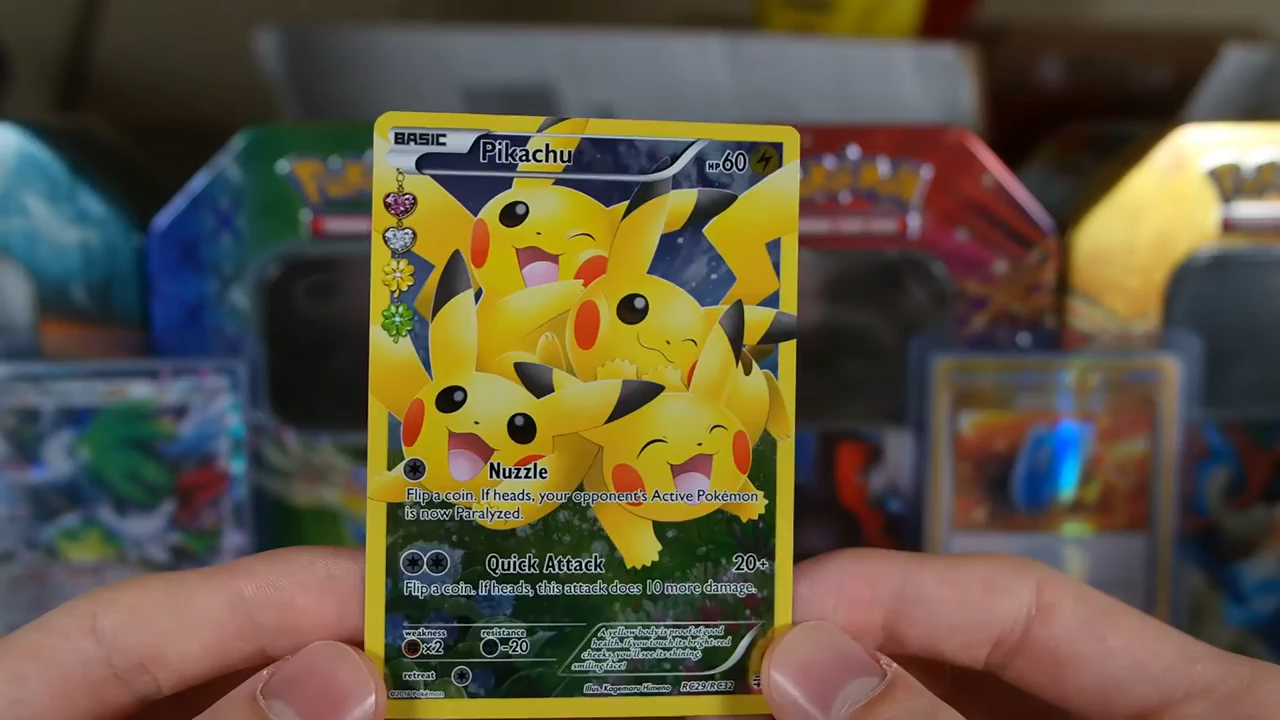 BASIC
Pikachu
HP60
Nuzzle
Flip a coin. If heads, your opponent's Active Pokémon
is now Paralyzed.
Quick Attack 20+
Flip a coin. If heads, this attack does 10 more damage.
weakness resistance
x2 -20
retreat
A yellow body is proof of good
health. If you touch its bright-red
cheeks, you'll see its shining,
smiling face!
©2016 Pokémon
Illus. Kagemaru Himeno RC29/RC32